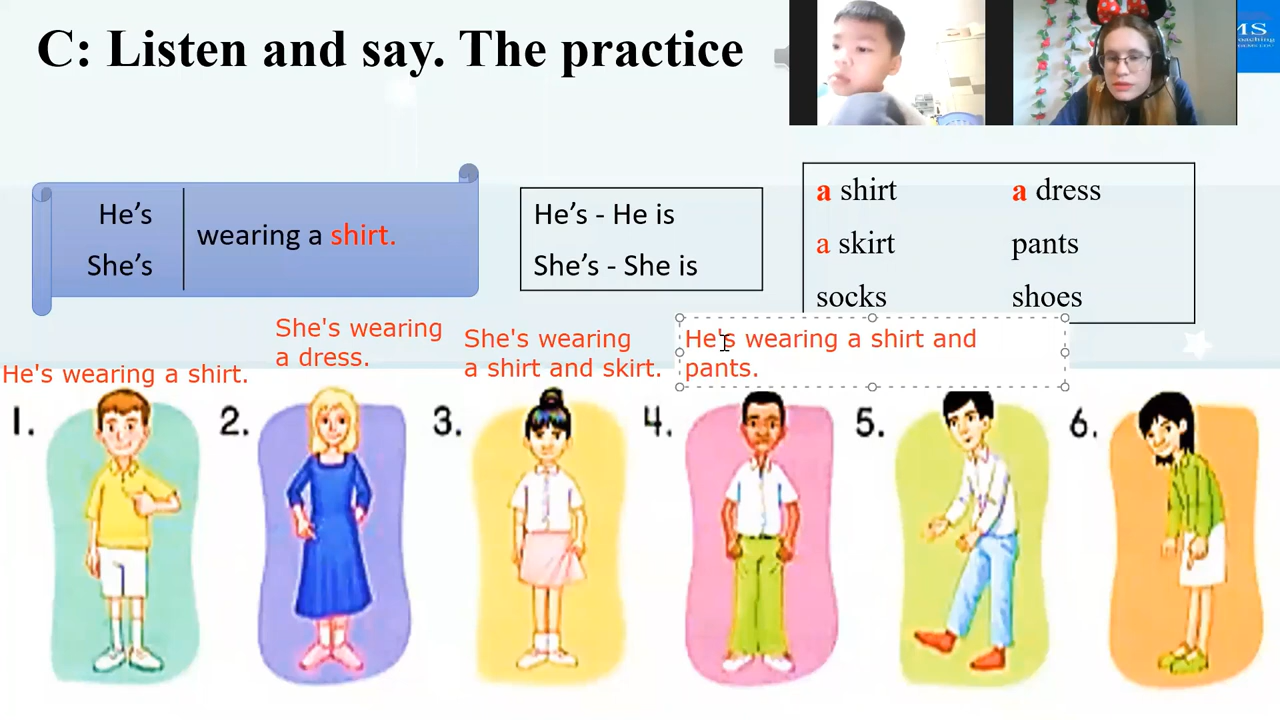 C: Listen and say. The practice
MS
He's
She's
wearing a shirt.
He's - He is
She's - She is
a shirt
a dress
a skirt
pants
socks
shoes
She's wearing
a dress.
She's wearing
a shirt and skirt.
He's wearing a shirt and
pants.
He's wearing a shirt.
1.
2.
3.
4.
5.
6.